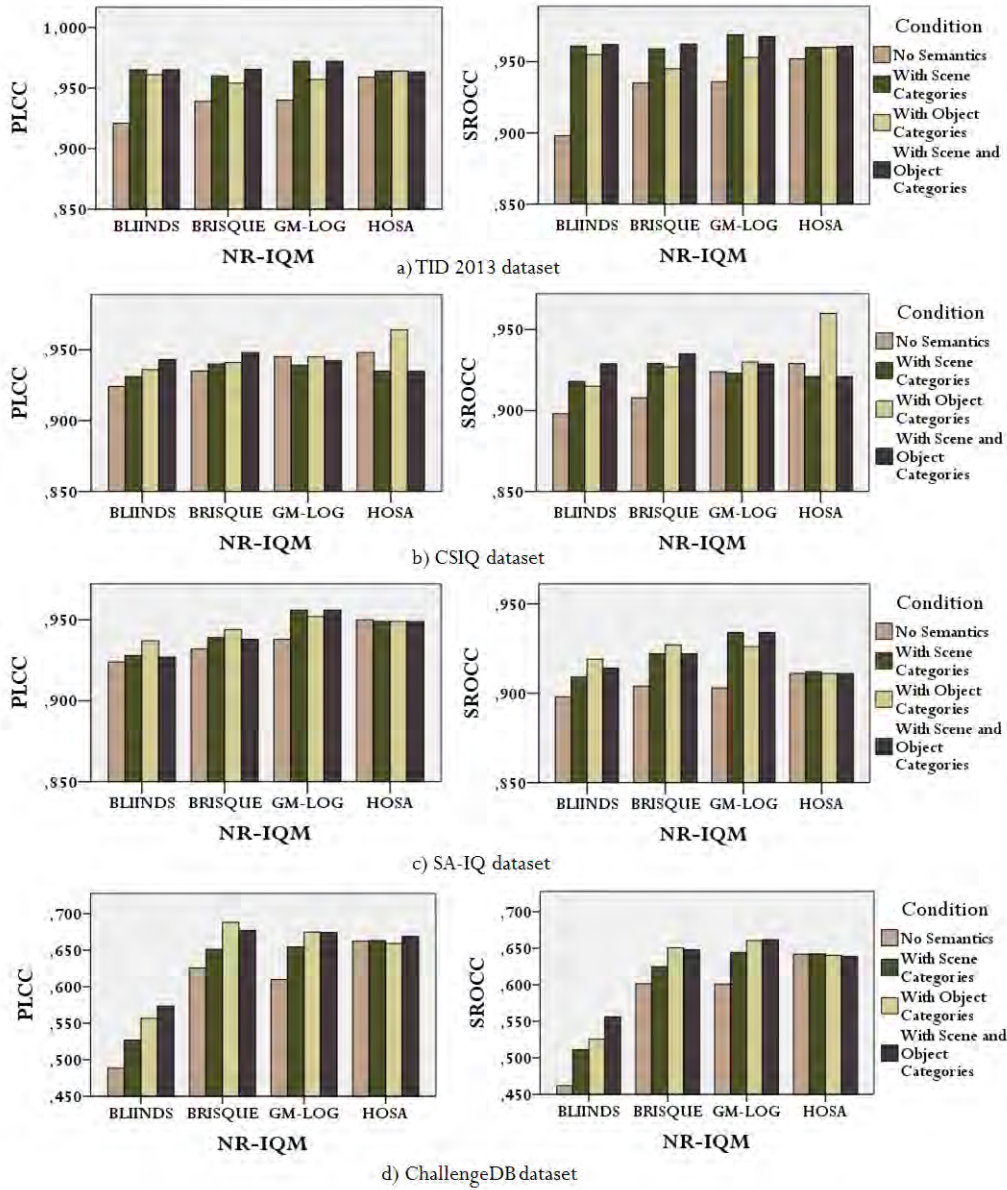 1,000
,950
,900
,850
PLCC
BLIINDS BRISQUE GM-LOG HOSA
NR-IQM
,950
,900
,850
SROCC
BLIINDS BRISQUE GM-LOG HOSA
NR-IQM
Condition
No Semantics
With Scene
Categories
With Object
Categories
With Scene and
Object
Categories
a) TID 2013 dataset
,950
,900
,850
PLCC
BLIINDS BRISQUE GM-LOG HOSA
NR-IQM
,950
,900
,850
SROCC
BLIINDS BRISQUE GM-LOG HOSA
NR-IQM
Condition
No Semantics
With Scene
Categories
With Object
Categories
With Scene and
Object
Categories
b) CSIQ dataset
,950
,900
,850
PLCC
BLIINDS BRISQUE GM-LOG HOSA
NR-IQM
,950
,900
,850
SROCC
BLIINDS BRISQUE GM-LOG HOSA
NR-IQM
Condition
No Semantics
With Scene
Categories
With Object
Categories
With Scene and
Object
Categories
c) SA-IQ dataset
,700
,650
,600
,550
,500
,450
PLCC
BLIINDS BRISQUE GM-LOG HOSA
NR-IQM
,700
,650
,600
,550
,500
,450
SROCC
BLIINDS BRISQUE GM-LOG HOSA
NR-IQM
Condition
No Semantics
With Scene
Categories
With Object
Categories
With Scene and
Object
Categories
d) ChallengeDB dataset